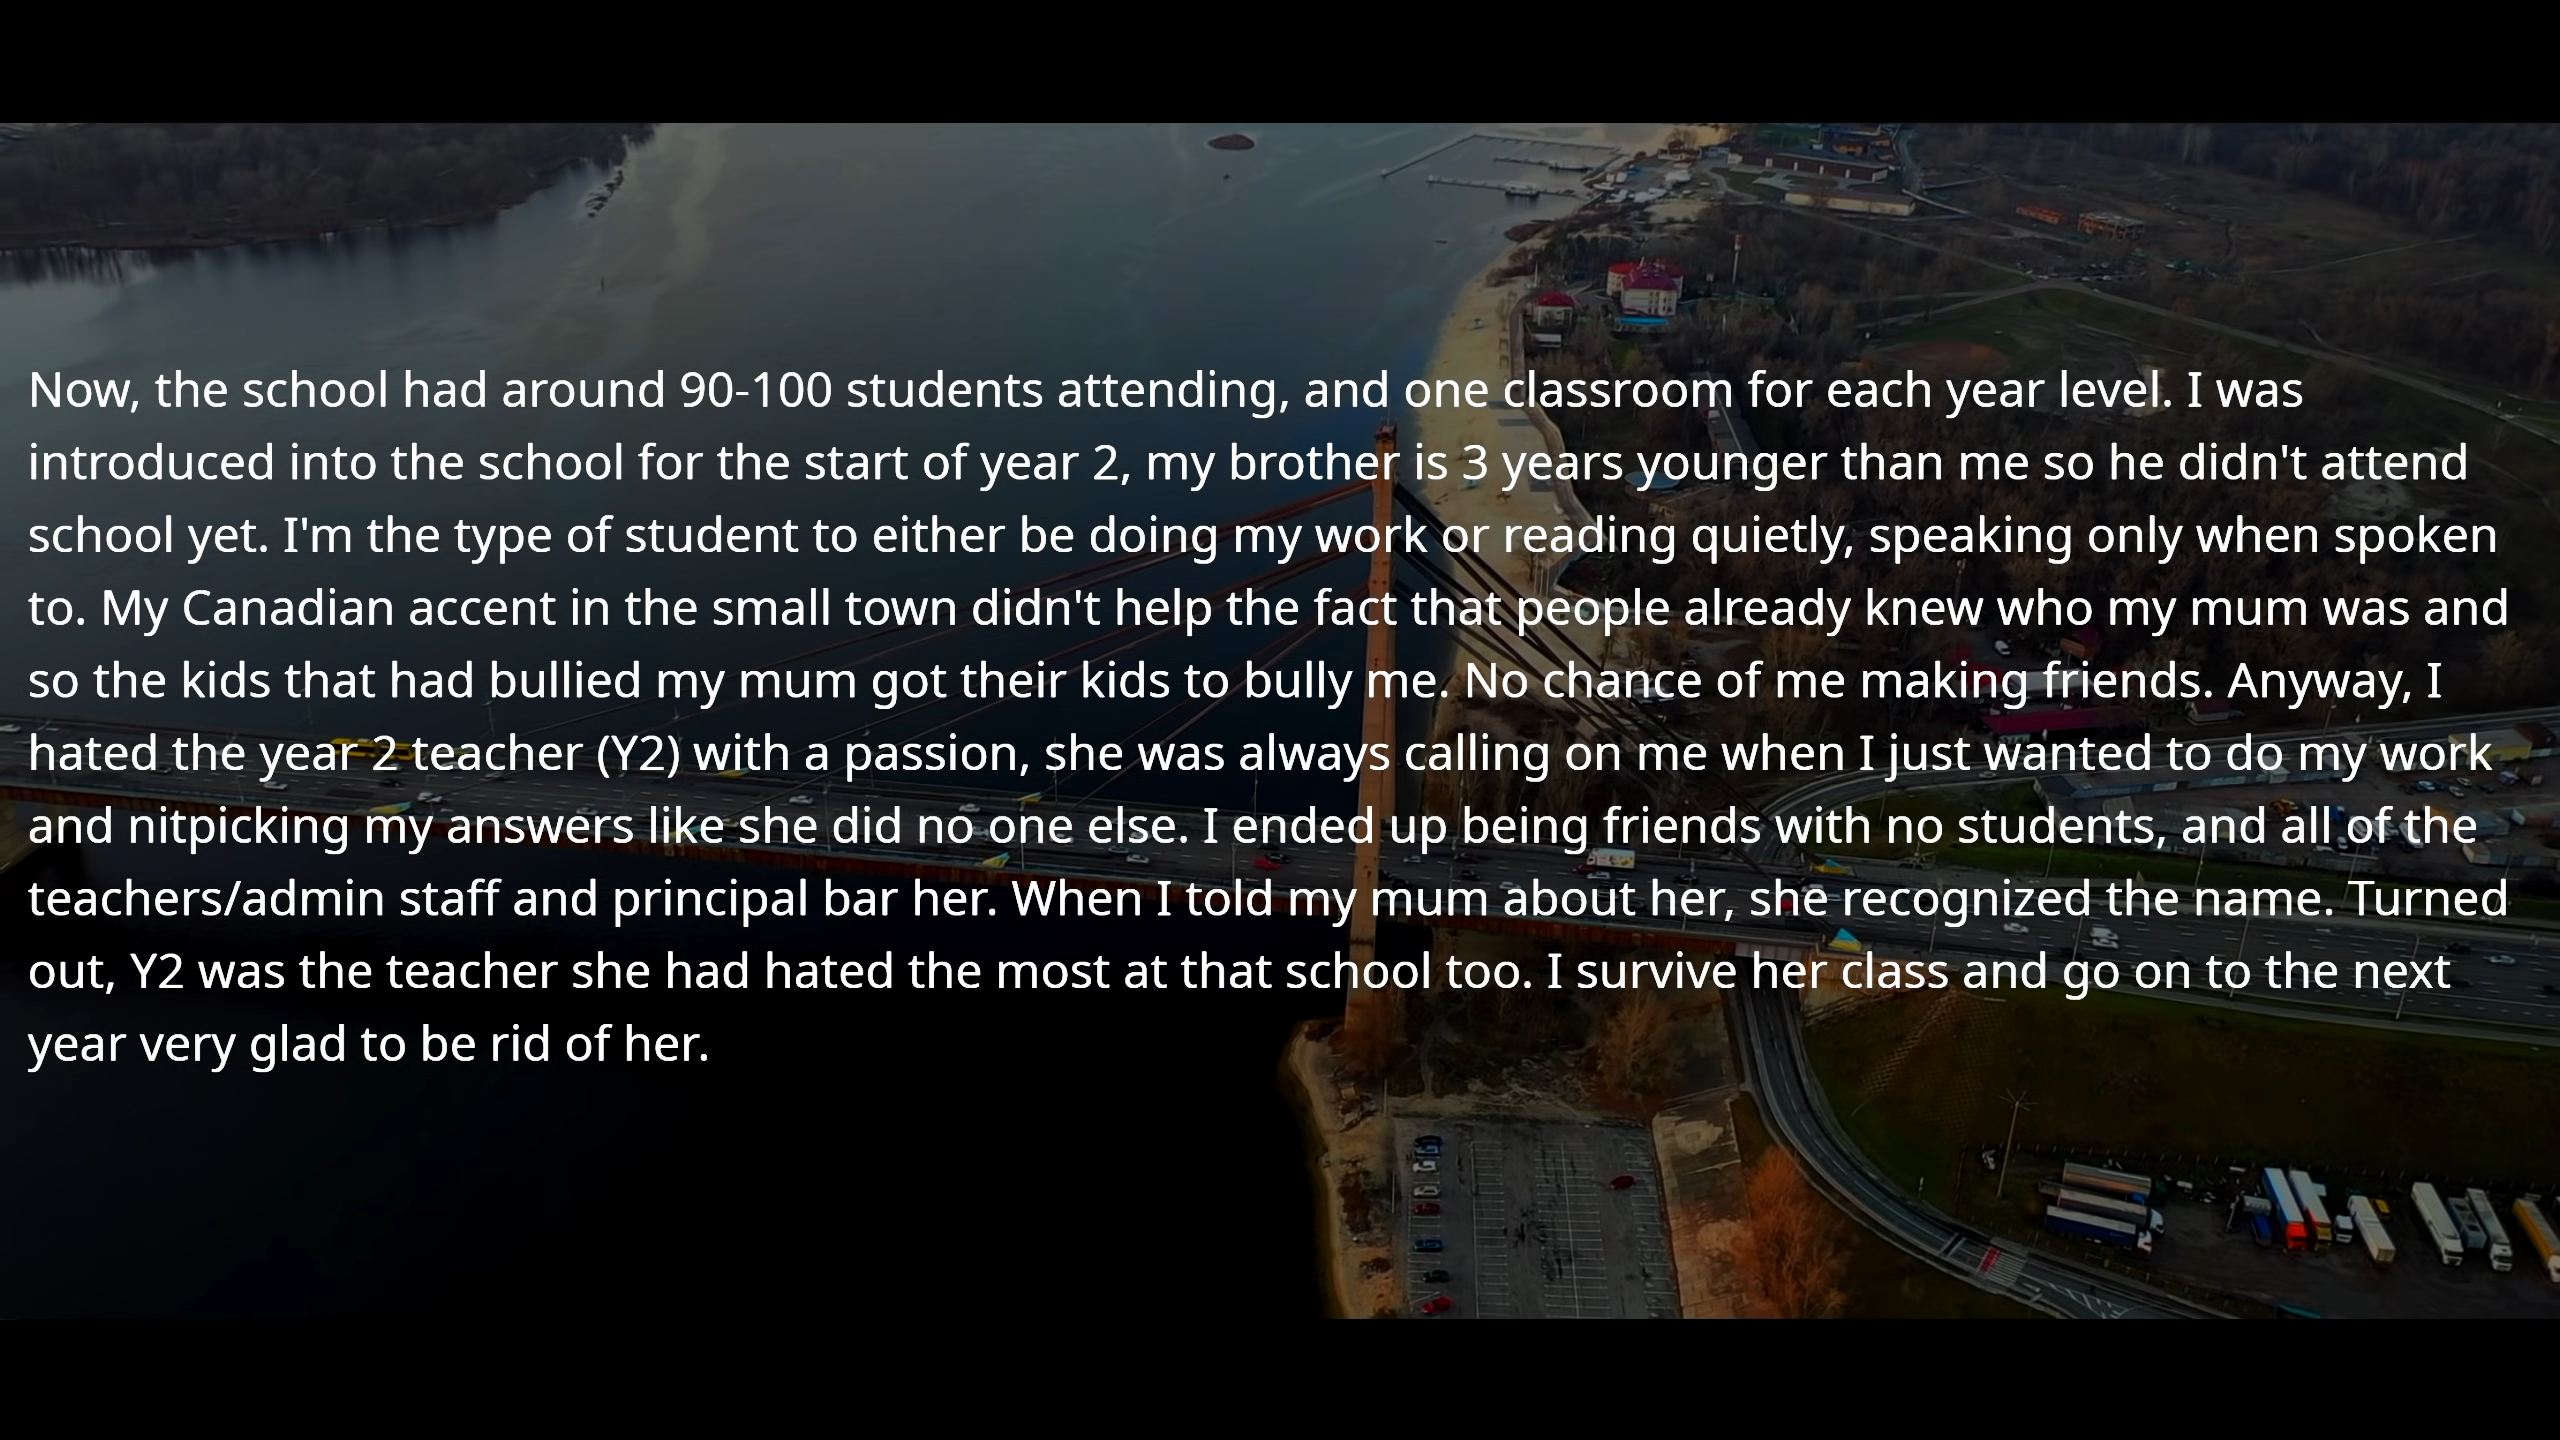 Now, the school had around 90-100 students attending, and one classroom for each year level. I was
introduced into the school for the start of year 2, my brother is 3 years younger than me so he didn't attend
school yet. I'm the type of student to either be doing my work or reading quietly, speaking only when spoken
to. My Canadian accent in the small town didn't help the fact that people already knew who my mum was and
so the kids that had bullied my mum got their kids to bully me. No chance of me making friends. Anyway, I
hated the year 2 teacher (Y2) with a passion, she was always calling on me when I just wanted to do my work
and nitpicking my answers like she did no one else. I ended up being friends with no students, and all of the
teachers/admin staff and principal bar her. When I told my mum about her, she recognized the name. Turned
out, Y2 was the teacher she had hated the most at that school too. I survive her class and go on to the next
year very glad to be rid of her.